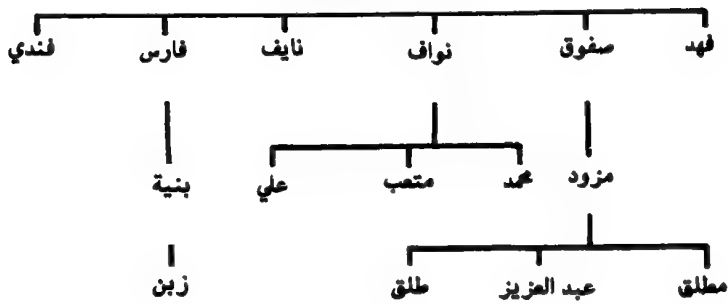 فهد صفوق نواف نايف فارس فندي
مزود محمد متعب علي بنية
مطلق عبد العزيز طلق زبن